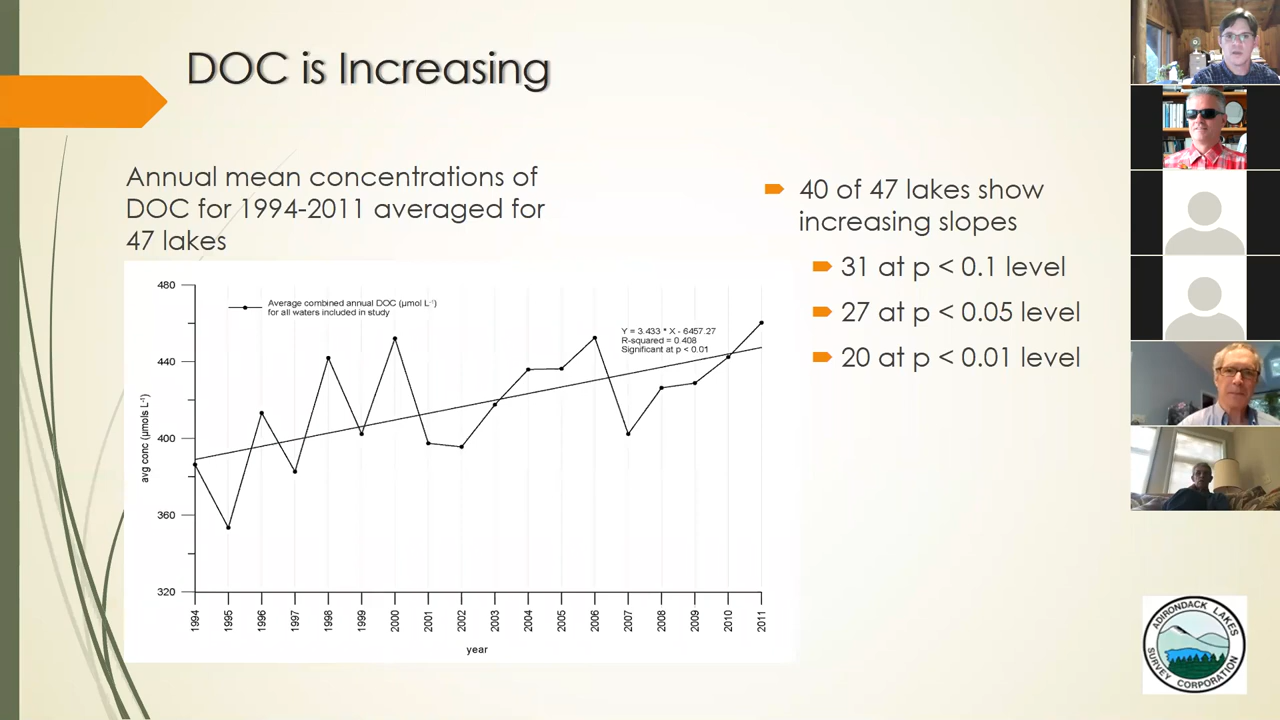 DOC is Increasing
Annual mean concentrations of
DOC for 1994-2011 averaged for
47 lakes
40 of 47 lakes show
increasing slopes
31 at p < 0.1 level
27 at p < 0.05 level
20 at p < 0.01 level
Average combined annual DOC (µmol L⁻¹)
for all waters included in study
Y = 3.433 * X - 6457.27
R-squared = 0.408
Significant at p < 0.01
avg conc (µmols L⁻¹)
480
440
400
360
320
1994 1995 1996 1997 1998 1999 2000 2001 2002 2003 2004 2005 2006 2007 2008 2009 2010 2011
year
ADIRONDACK LAKES
SURVEY CORPORATION